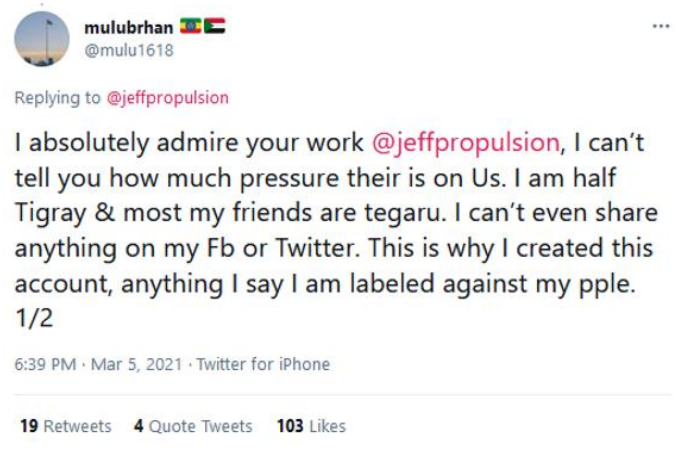 mulubrhan 🇪🇹🇸🇩
@mulu1618
Replying to @jeffpropulsion
I absolutely admire your work @jeffpropulsion, I can't
tell you how much pressure their is on Us. I am half
Tigray & most my friends are tegaru. I can't even share
anything on my Fb or Twitter. This is why I created this
account, anything I say I am labeled against my pple.
1/2
6:39 PM · Mar 5, 2021 · Twitter for iPhone
19 Retweets 4 Quote Tweets 103 Likes